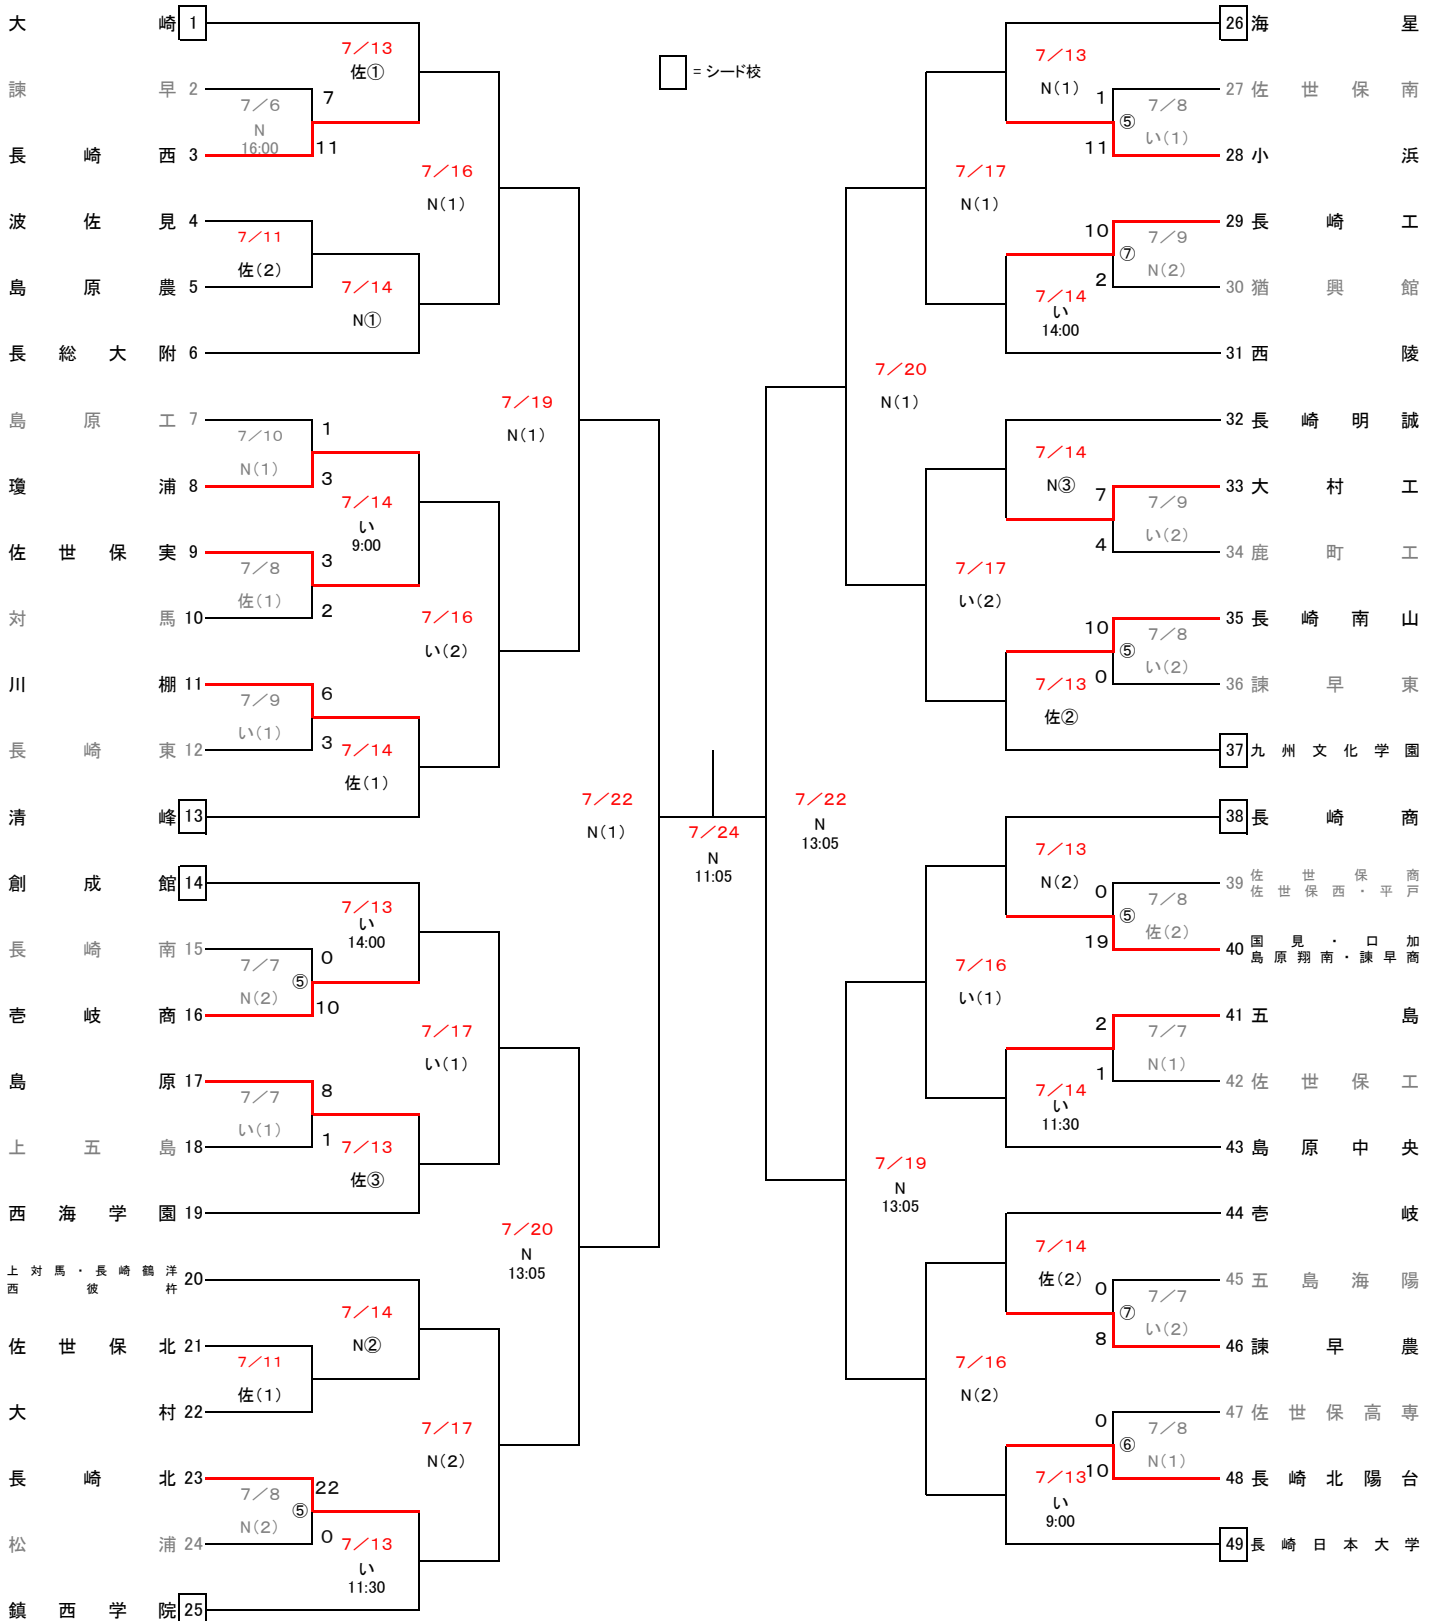 = シード校
大崎 1
諫早 2
長崎西 3
波佐見 4
島原農 5
長総大附 6
島原工 7
瓊浦 8
佐世保実 9
対馬 10
川棚 11
長崎東 12
清峰 13
創成館 14
長崎南 15
壱岐商 16
島原 17
上五島 18
西海学園 19
上対馬・長崎鶴洋
西彼杵 20
佐世保北 21
大村 22
長崎北 23
松浦 24
鎮西学院 25
7／6
N
16:00
7
11
7／13
佐①
7／11
佐(2)
7／14
N①
7／16
N(1)
7／10
N(1)
1
3
7／14
い
9:00
7／8
佐(1)
3
2
7／9
い(1)
6
3
7／14
佐(1)
7／16
い(2)
7／19
N(1)
7／13
い
14:00
7／7
N(2)
⑤
0
10
7／7
い(1)
8
1
7／13
佐③
7／17
い(1)
7／14
N②
7／11
佐(1)
7／8
N(2)
⑤
22
0
7／13
い
11:30
7／17
N(2)
7／20
N
13:05
7／22
N(1)
7／24
N
11:05
7／22
N
13:05
7／20
N(1)
7／17
N(1)
7／13
N(1)
1
11
⑤
7／8
い(1)
10
2
⑦
7／9
N(2)
7／14
い
14:00
7／14
N③
7
4
7／9
い(2)
7／17
い(2)
10
0
⑤
7／8
い(2)
7／13
佐②
7／13
N(2)
0
19
⑤
7／8
佐(2)
7／16
い(1)
2
1
7／7
N(1)
7／14
い
11:30
7／19
N
13:05
7／14
佐(2)
0
8
⑦
7／7
い(2)
7／16
N(2)
0
10
⑥
7／8
N(1)
7／13
い
9:00
26 海星
27 佐世保南
28 小浜
29 長崎工
30 猶興館
31 西陵
32 長崎明誠
33 大村工
34 鹿町工
35 長崎南山
36 諫早東
37 九州文化学園
38 長崎商
39 佐世保商
佐世保西・平戸
40 国見・口加
島原翔南・諫早商
41 五島
42 佐世保工
43 島原中央
44 壱岐
45 五島海陽
46 諫早農
47 佐世保高専
48 長崎北陽台
49 長崎日本大学